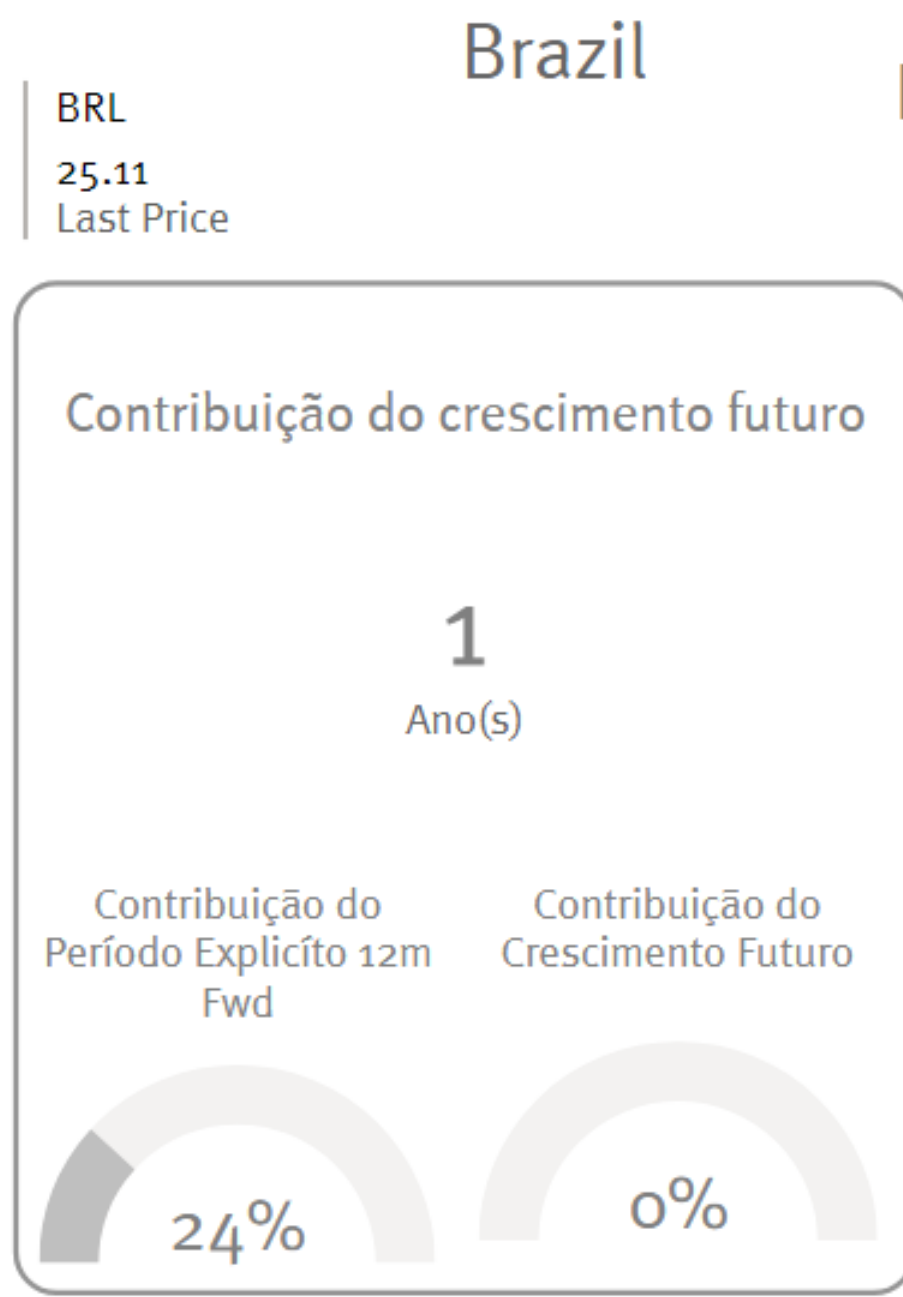 Brazil
BRL
25.11
Last Price
Contribuição do crescimento futuro
1
Ano(s)
Contribuição do
Período Explicíto 12m
Fwd
Contribuição do
Crescimento Futuro
24%
0%